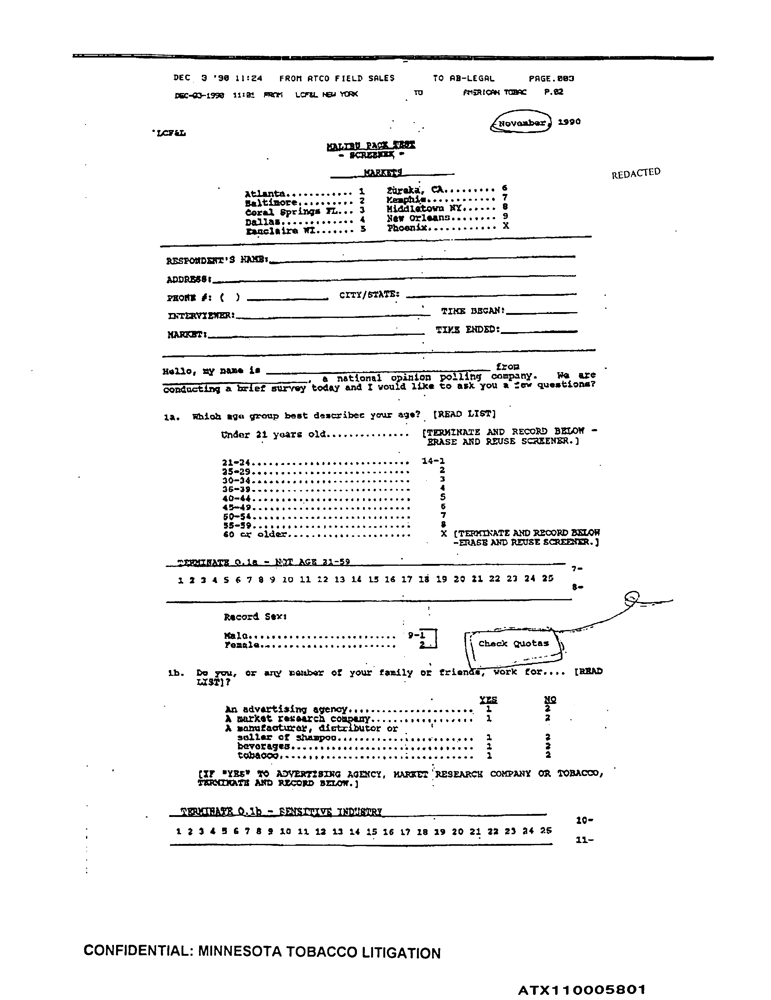 DEC 3 '90 11:24 FROM ATCO FIELD SALES TO AB-LEGAL PAGE.003
DEC-03-1990 11:01 FROM LCF&L NEW YORK TO AMERICAN TOBAC P.02
November, 1990
'LCF&L
MALIBU PACK TEST
- SCREENER -
REDACTED
MARKETS
Atlanta............ 1 Eureka, CA......... 6
Baltimore.......... 2 Memphis............ 7
Coral Springs FL... 3 Middletown NY...... 8
Dallas............. 4 New Orleans........ 9
Eauclaire WI....... 5 Phoenix............ X
RESPONDENT'S NAME:
ADDRESS:
PHONE #: ( ) CITY/STATE:
INTERVIEWER: TIME BEGAN:
MARKET: TIME ENDED:
Hello, my name is ____________ from
____________, a national opinion polling company. We are
conducting a brief survey today and I would like to ask you a few questions?
1a. Which age group best describes your age? [READ LIST]
Under 21 years old............... [TERMINATE AND RECORD BELOW -
ERASE AND REUSE SCREENER.]
21-24............................ 14-1
25-29............................ 2
30-34............................ 3
35-39............................ 4
40-44............................ 5
45-49............................ 6
50-54............................ 7
55-59............................ 8
60 or older...................... X [TERMINATE AND RECORD BELOW
-ERASE AND REUSE SCREENER.]
TERMINATE Q.1a - NOT AGE 21-59
7-
1 2 3 4 5 6 7 8 9 10 11 12 13 14 15 16 17 18 19 20 21 22 23 24 25
8-
Record Sex:
Male.......................... 9-1
Female........................ 2
Check Quotas
1b. Do you, or any member of your family or friends, work for.... [READ
LIST]?
YES NO
An advertising agency..................... 1 2
A market research company................. 1 2
A manufacturer, distributor or
seller of shampoo....................... 1 2
beverages............................... 1 2
tobacco................................. 1 2
[IF "YES" TO ADVERTISING AGENCY, MARKET RESEARCH COMPANY OR TOBACCO,
TERMINATE AND RECORD BELOW.]
TERMINATE Q.1b - SENSITIVE INDUSTRY
10-
1 2 3 4 5 6 7 8 9 10 11 12 13 14 15 16 17 18 19 20 21 22 23 24 25
11-
CONFIDENTIAL: MINNESOTA TOBACCO LITIGATION
ATX110005801